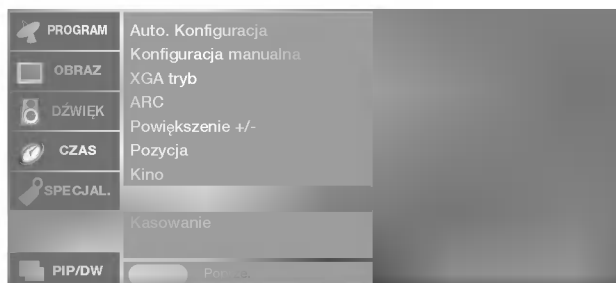 PROGRAM
OBRAZ
DŹWIĘK
CZAS
SPECJAL.
PIP/DW
Auto. Konfiguracja
Konfiguracja manualna
XGA tryb
ARC
Powiększenie +/-
Pozycja
Kino
Kasowanie